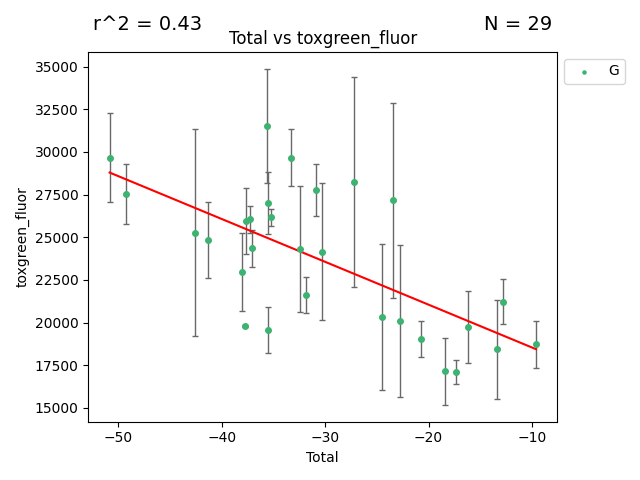 r^2 = 0.43
N = 29
Total vs toxgreen_fluor
G
35000
32500
30000
27500
25000
22500
20000
17500
15000
toxgreen_fluor
−50
−40
−30
−20
−10
Total